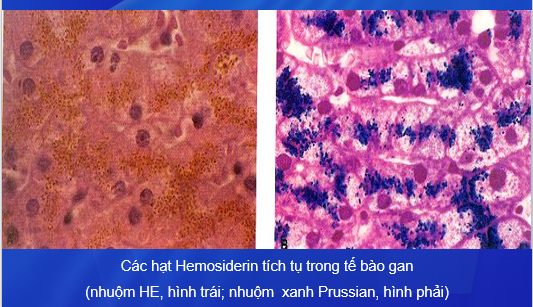 Các hạt Hemosiderin tích tụ trong tế bào gan
(nhuộm HE, hình trái; nhuộm xanh Prussian, hình phải)